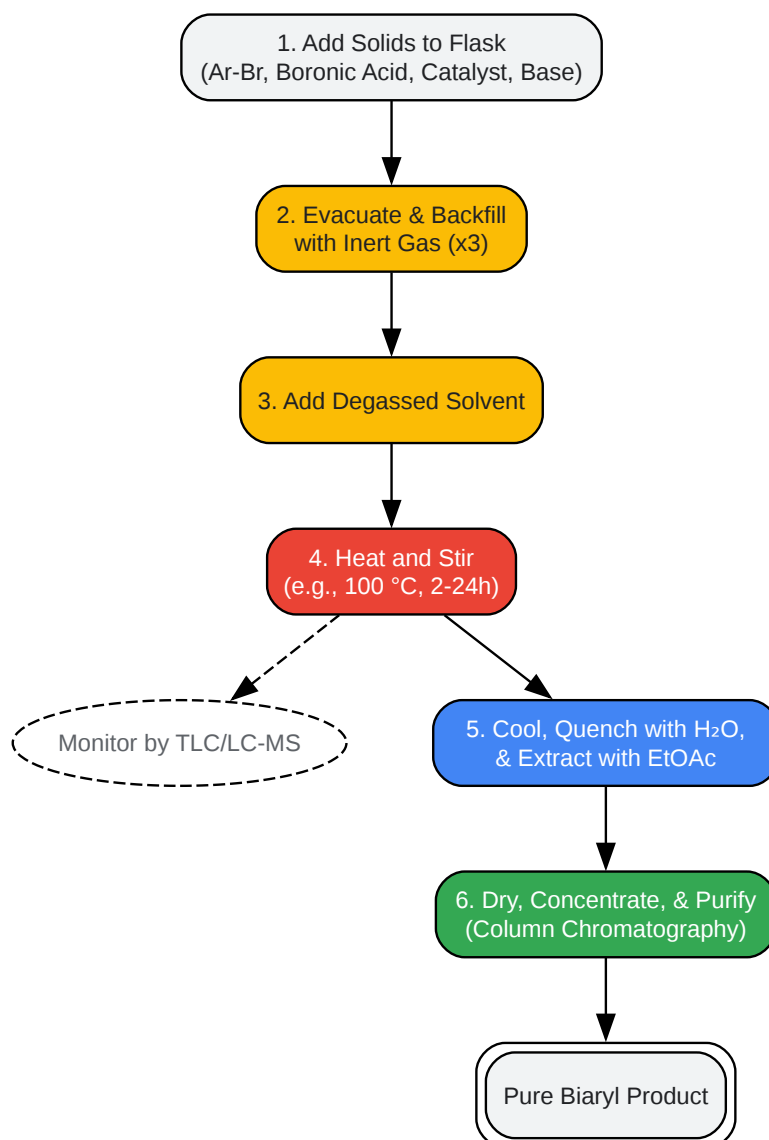 1. Add Solids to Flask
(Ar-Br, Boronic Acid, Catalyst, Base)
2. Evacuate & Backfill
with Inert Gas (x3)
3. Add Degassed Solvent
4. Heat and Stir
(e.g., 100 °C, 2-24h)
Monitor by TLC/LC-MS
5. Cool, Quench with H₂O,
& Extract with EtOAc
6. Dry, Concentrate, & Purify
(Column Chromatography)
Pure Biaryl Product